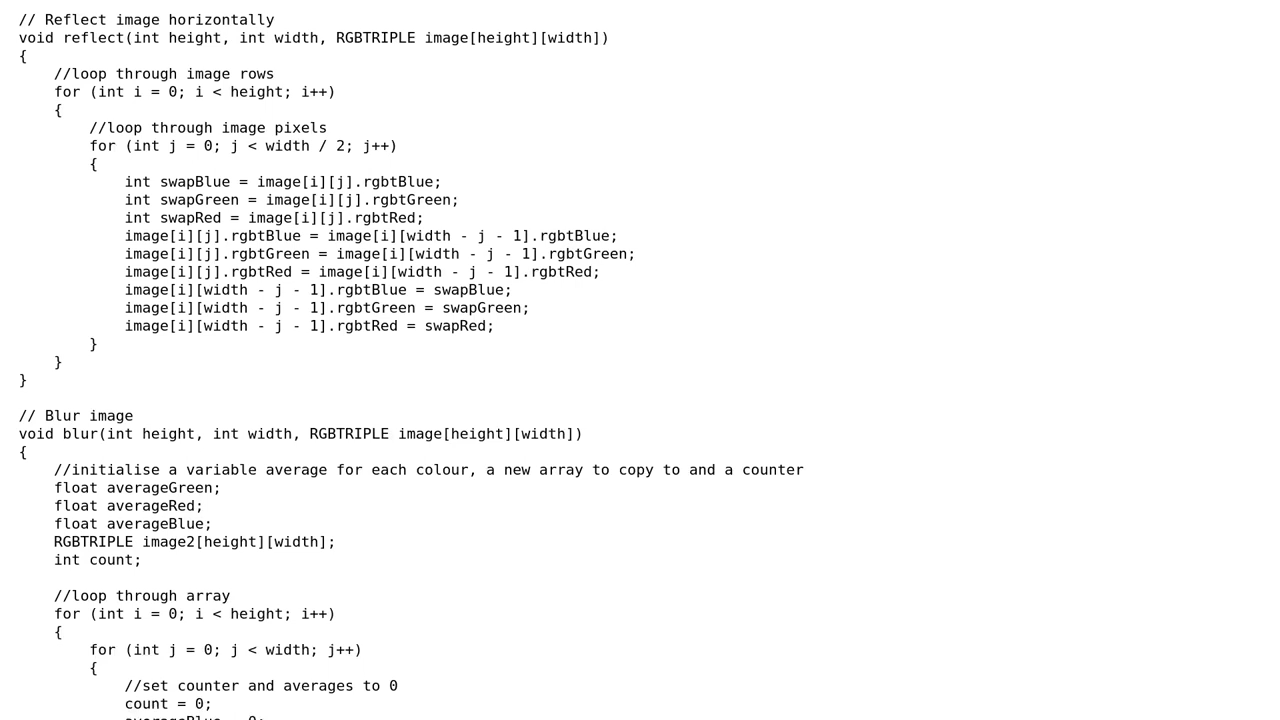 // Reflect image horizontally
void reflect(int height, int width, RGBTRIPLE image[height][width])
{
    //loop through image rows
    for (int i = 0; i < height; i++)
    {
        //loop through image pixels
        for (int j = 0; j < width / 2; j++)
        {
            int swapBlue = image[i][j].rgbtBlue;
            int swapGreen = image[i][j].rgbtGreen;
            int swapRed = image[i][j].rgbtRed;
            image[i][j].rgbtBlue = image[i][width - j - 1].rgbtBlue;
            image[i][j].rgbtGreen = image[i][width - j - 1].rgbtGreen;
            image[i][j].rgbtRed = image[i][width - j - 1].rgbtRed;
            image[i][width - j - 1].rgbtBlue = swapBlue;
            image[i][width - j - 1].rgbtGreen = swapGreen;
            image[i][width - j - 1].rgbtRed = swapRed;
        }
    }
}

// Blur image
void blur(int height, int width, RGBTRIPLE image[height][width])
{
    //initialise a variable average for each colour, a new array to copy to and a counter
    float averageGreen;
    float averageRed;
    float averageBlue;
    RGBTRIPLE image2[height][width];
    int count;

    //loop through array
    for (int i = 0; i < height; i++)
    {
        for (int j = 0; j < width; j++)
        {
            //set counter and averages to 0
            count = 0;
            averageBlue = 0;